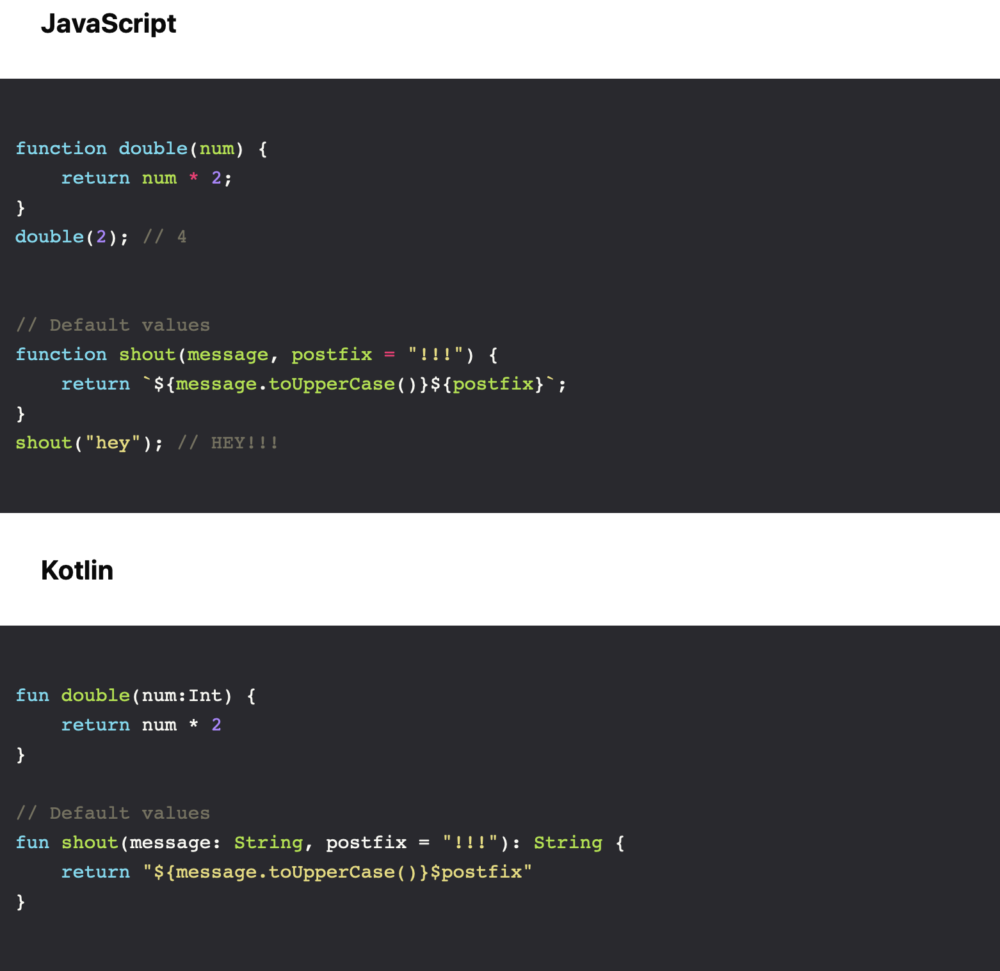 JavaScript
function double(num) {
    return num * 2;
}
double(2); // 4
// Default values
function shout(message, postfix = "!!!") {
    return `${message.toUpperCase()}${postfix}`;
}
shout("hey"); // HEY!!!
Kotlin
fun double(num:Int) {
    return num * 2
}
// Default values
fun shout(message: String, postfix = "!!!"): String {
    return "${message.toUpperCase()}$postfix"
}